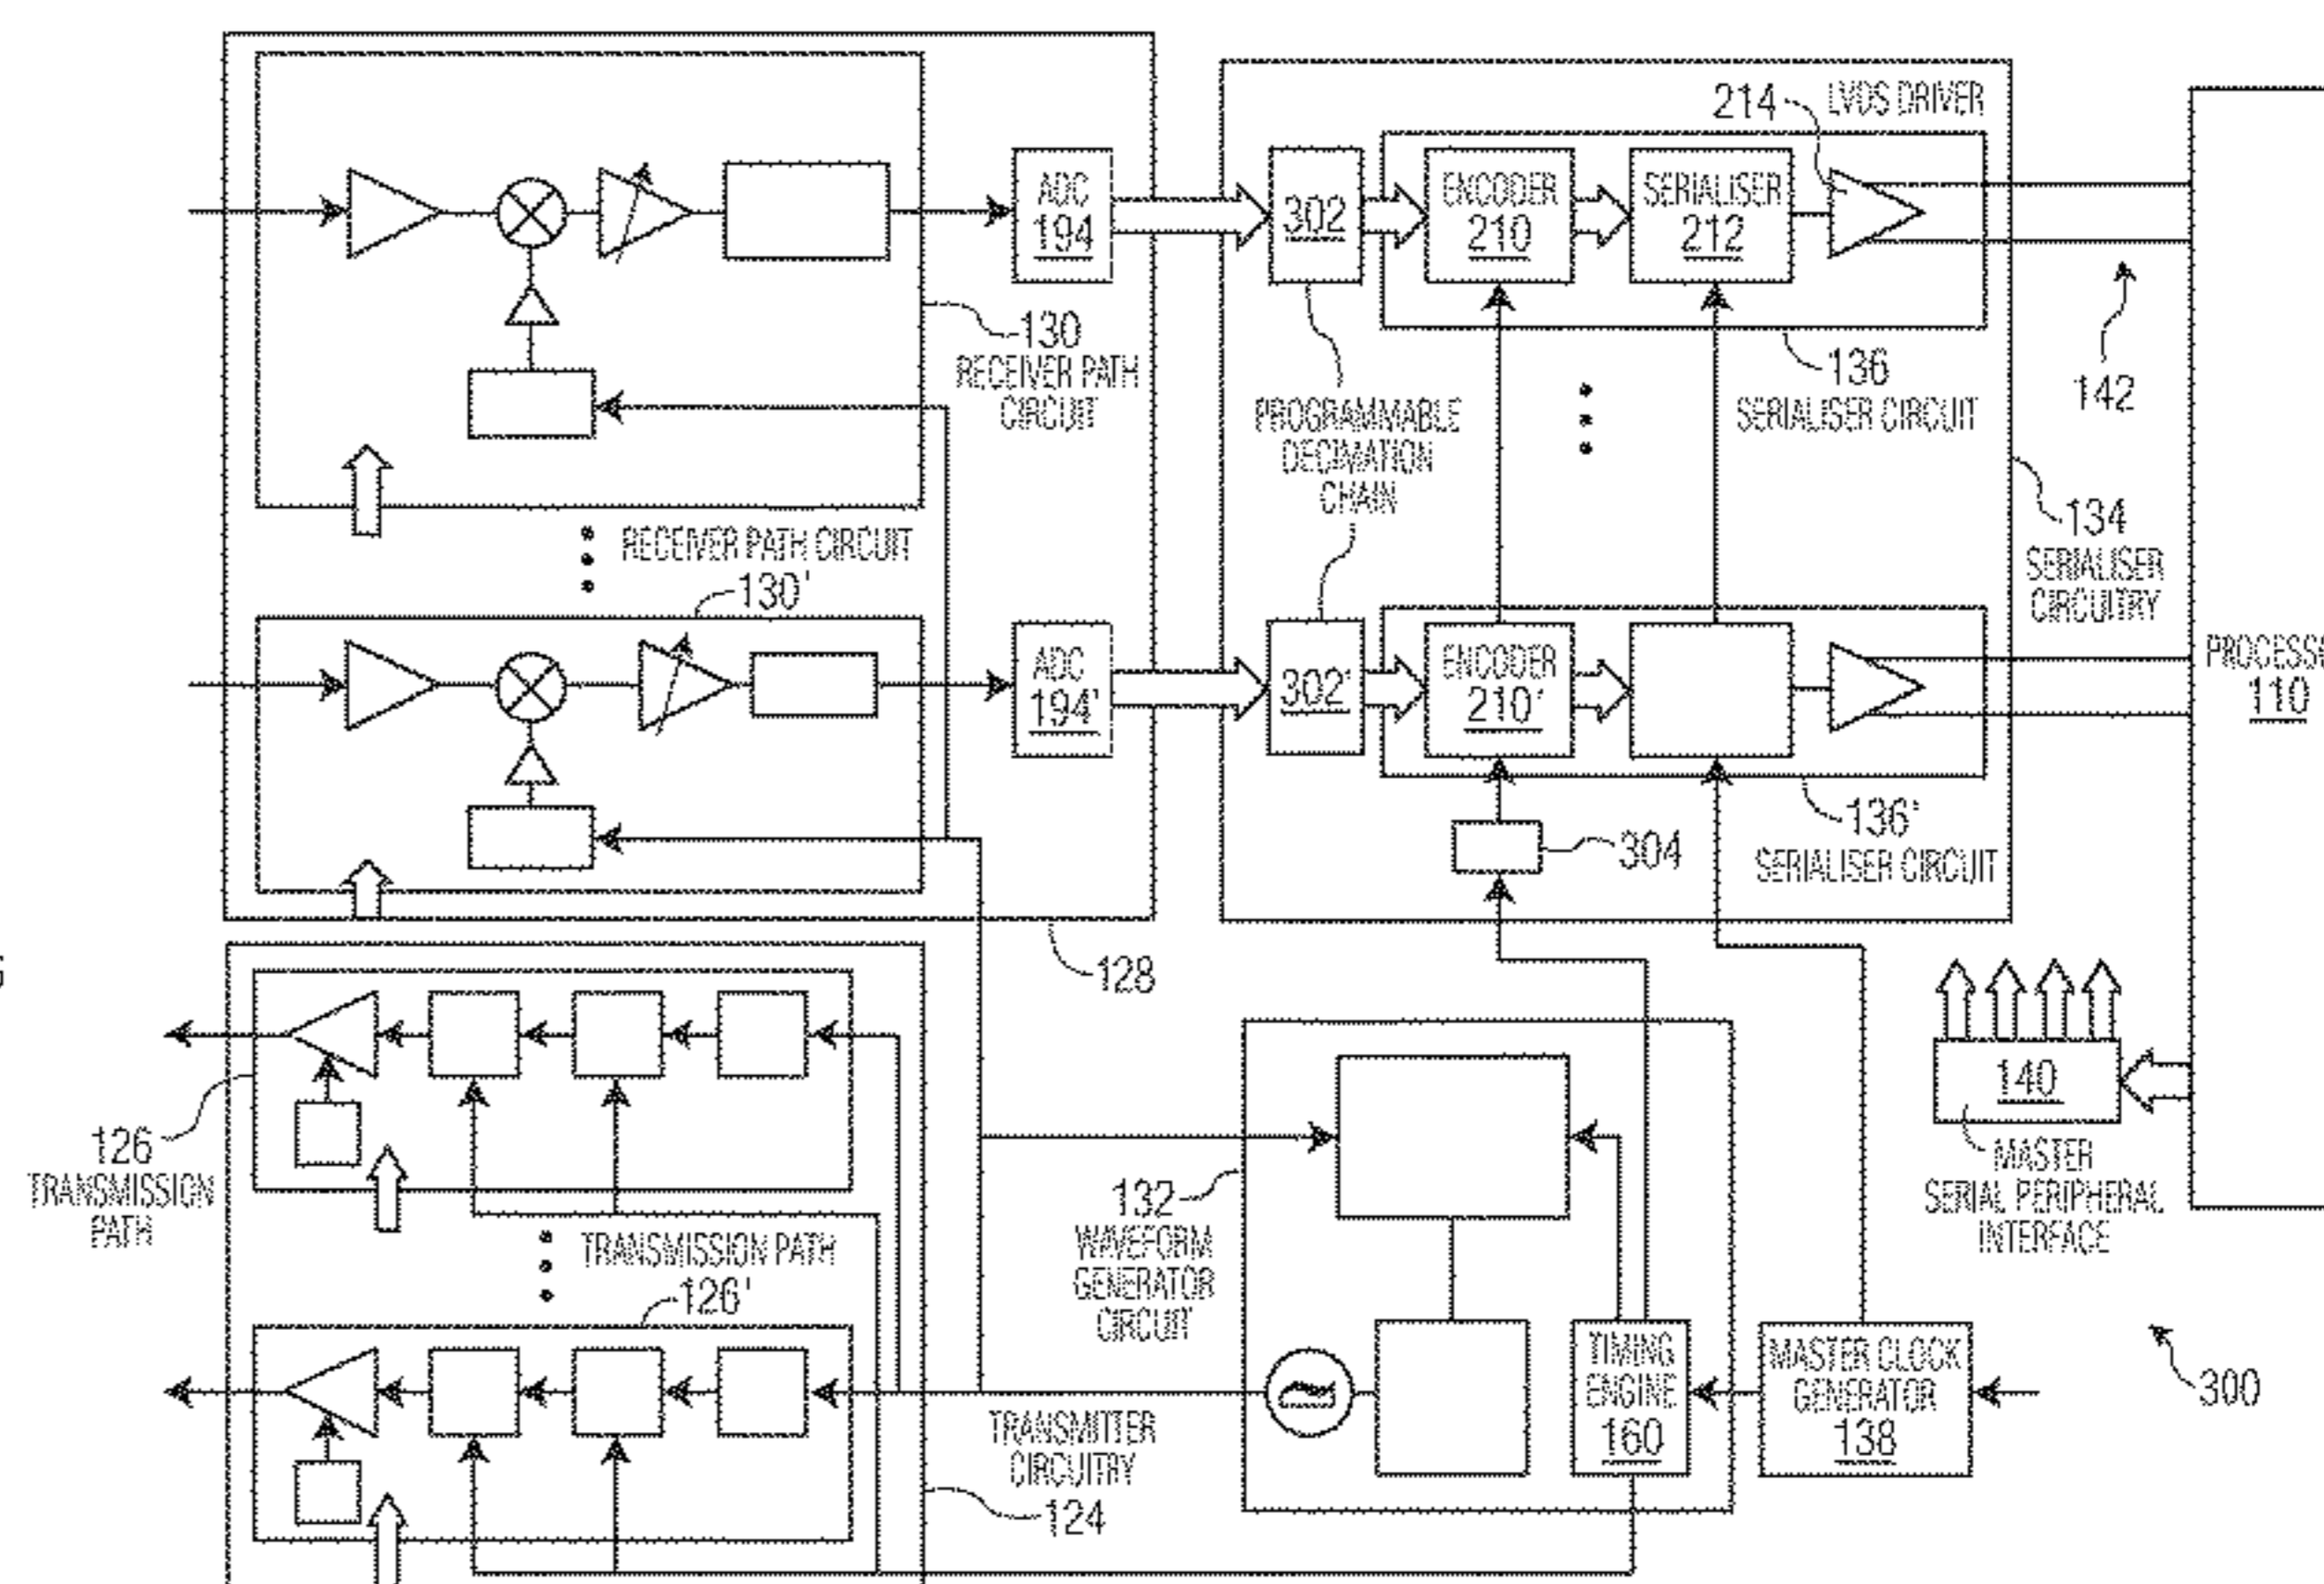 214
LVDS DRIVER
ADC
194
302
ENCODER
210
SERIALISER
212
130
RECEIVER PATH
CIRCUIT
136
SERIALISER CIRCUIT
142
PROGRAMMABLE
DECIMATION
CHAIN
134
SERIALISER
CIRCUITRY
RECEIVER PATH CIRCUIT
130'
ADC
194'
302'
ENCODER
210'
110
136'
SERIALISER CIRCUIT
304
128
126
TRANSMISSION
PATH
TRANSMISSION PATH
126'
132
WAVEFORM
GENERATOR
CIRCUIT
140
MASTER
SERIAL PERIPHERAL
INTERFACE
TIMING
ENGINE
160
MASTER CLOCK
GENERATOR
138
300
TRANSMITTER
CIRCUITRY
124